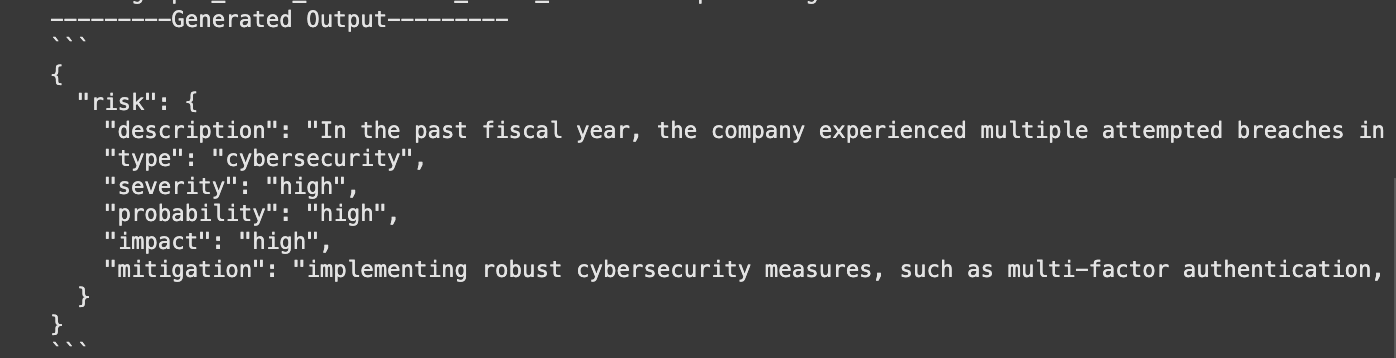 ---------Generated Output---------
```
{
  "risk": {
    "description": "In the past fiscal year, the company experienced multiple attempted breaches in
    "type": "cybersecurity",
    "severity": "high",
    "probability": "high",
    "impact": "high",
    "mitigation": "implementing robust cybersecurity measures, such as multi-factor authentication,
  }
}
```